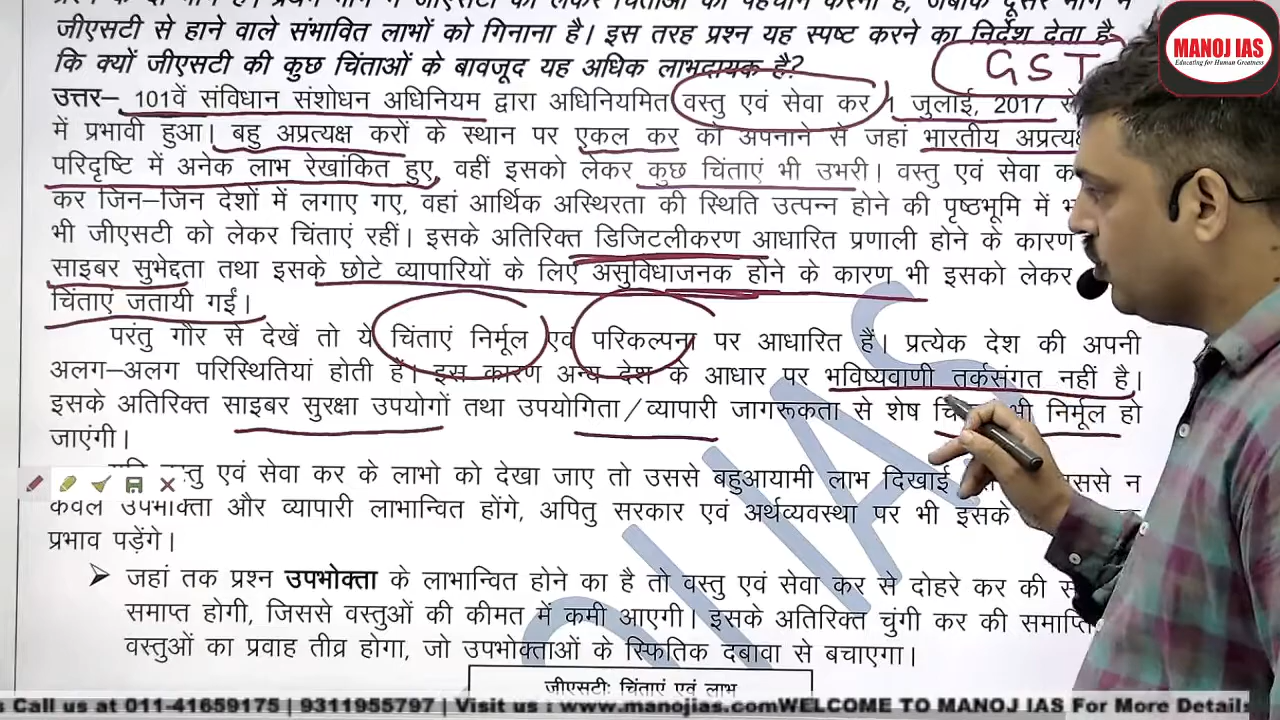 जीएसटी से हाने वाले संभावित लाभों को गिनाना है। इस तरह प्रश्न यह स्पष्ट करने का निर्देश देता है
कि क्यों जीएसटी की कुछ चिंताओं के बावजूद यह अधिक लाभदायक है?
GST
MANOJ IAS
Educating for Human Greatness
उत्तर– 101वें संविधान संशोधन अधिनियम द्वारा अधिनियमित वस्तु एवं सेवा कर 1 जुलाई, 2017 से
में प्रभावी हुआ। बहु अप्रत्यक्ष करों के स्थान पर एकल कर को अपनाने से जहां भारतीय अप्रत्यक्ष
परिदृष्टि में अनेक लाभ रेखांकित हुए, वहीं इसको लेकर कुछ चिंताएं भी उभरी। वस्तु एवं सेवा
कर जिन–जिन देशों में लगाए गए, वहां आर्थिक अस्थिरता की स्थिति उत्पन्न होने की पृष्ठभूमि में
भी जीएसटी को लेकर चिंताएं रहीं। इसके अतिरिक्त डिजिटलीकरण आधारित प्रणाली होने के कारण
साइबर सुभेद्दता तथा इसके छोटे व्यापारियों के लिए असुविधाजनक होने के कारण भी इसको लेकर
चिंताएं जतायी गईं।
परंतु गौर से देखें तो ये चिंताएं निर्मूल एवं परिकल्पना पर आधारित हैं। प्रत्येक देश की अपनी
अलग–अलग परिस्थितियां होती हैं। इस कारण अन्य देश के आधार पर भविष्यवाणी तर्कसंगत नहीं है।
इसके अतिरिक्त साइबर सुरक्षा उपयोगों तथा उपयोगिता/व्यापारी जागरूकता से शेष भी निर्मूल हो
जाएंगी।
एवं सेवा कर के लाभो को देखा जाए तो उससे बहुआयामी लाभ दिखाई न
केवल उपभोक्ता और व्यापारी लाभान्वित होंगे, अपितु सरकार एवं अर्थव्यवस्था पर भी इसके
प्रभाव पड़ेंगे।
➢ जहां तक प्रश्न उपभोक्ता के लाभान्वित होने का है तो वस्तु एवं सेवा कर से दोहरे कर की
समाप्त होगी, जिससे वस्तुओं की कीमत में कमी आएगी। इसके अतिरिक्त चुंगी कर की समाप्ति
वस्तुओं का प्रवाह तीव्र होगा, जो उपभोक्ताओं के स्फितिक दबावा से बचाएगा।
जीएसटीः चिंताएं एवं लाभ
Call us at 011-41659175 | 9311955797 | Visit us : www.manojias.comWELCOME TO MANOJ IAS For More Details